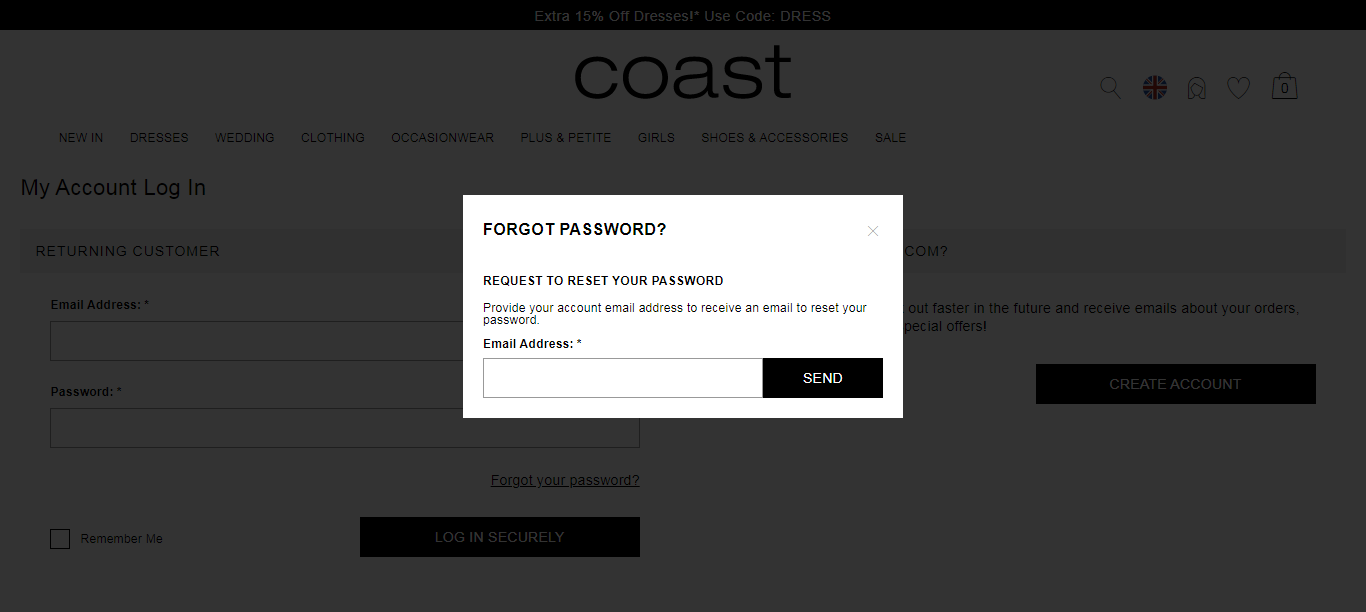 Extra 15% Off Dresses!* Use Code: DRESS
coast
0
NEW IN DRESSES WEDDING CLOTHING OCCASIONWEAR PLUS & PETITE GIRLS SHOES & ACCESSORIES SALE
My Account Log In
RETURNING CUSTOMER
Email Address: *
Password: *
Forgot your password?
Remember Me
LOG IN SECURELY
FORGOT PASSWORD?
REQUEST TO RESET YOUR PASSWORD
Provide your account email address to receive an email to reset your
password.
Email Address: *
SEND
COM?
out faster in the future and receive emails about your orders,
pecial offers!
CREATE ACCOUNT